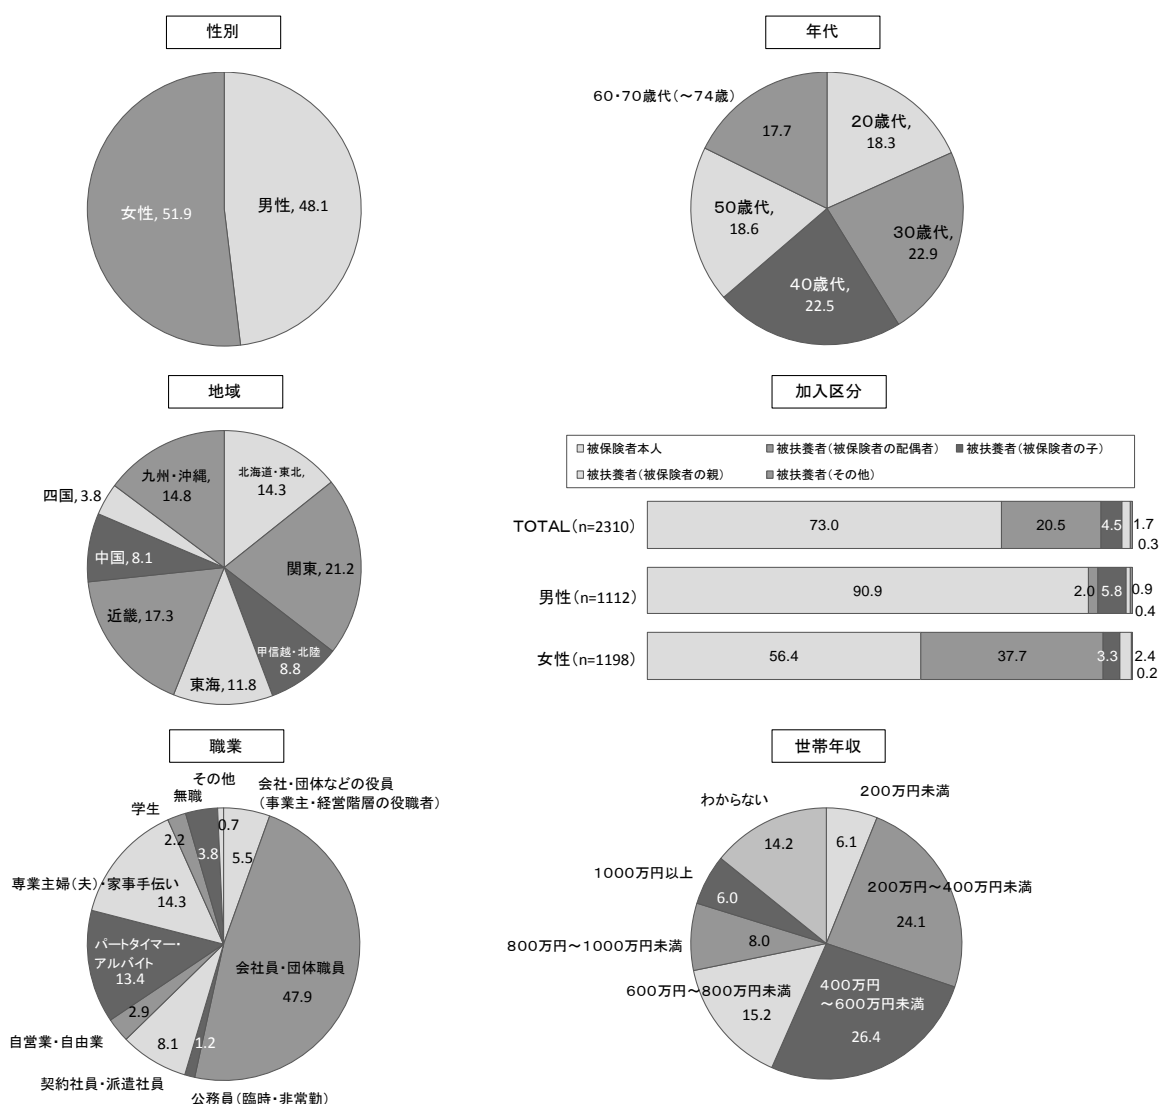 性別
女性, 51.9
男性, 48.1
年代
60・70歳代(～74歳)
17.7
20歳代,
18.3
30歳代,
22.9
40歳代,
22.5
50歳代,
18.6
地域
北海道・東北,
14.3
関東, 21.2
甲信越・北陸
8.8
東海, 11.8
近畿, 17.3
中国, 8.1
四国, 3.8
九州・沖縄,
14.8
加入区分
被保険者本人
被扶養者(被保険者の配偶者)
被扶養者(被保険者の子)
被扶養者(被保険者の親)
被扶養者(その他)
TOTAL(n=2310)
73.0
20.5
4.5
1.7
0.3
男性(n=1112)
90.9
2.0
5.8
0.9
0.4
女性(n=1198)
56.4
37.7
3.3
2.4
0.2
職業
会社・団体などの役員
(事業主・経営階層の役職者)
5.5
会社員・団体職員
47.9
公務員(臨時・非常勤)
1.2
契約社員・派遣社員
8.1
自営業・自由業
2.9
パートタイマー・
アルバイト
13.4
専業主婦(夫)・家事手伝い
14.3
学生
2.2
無職
3.8
その他
0.7
世帯年収
200万円未満
6.1
200万円～400万円未満
24.1
400万円
～600万円未満
26.4
600万円～800万円未満
15.2
800万円～1000万円未満
8.0
1000万円以上
6.0
わからない
14.2